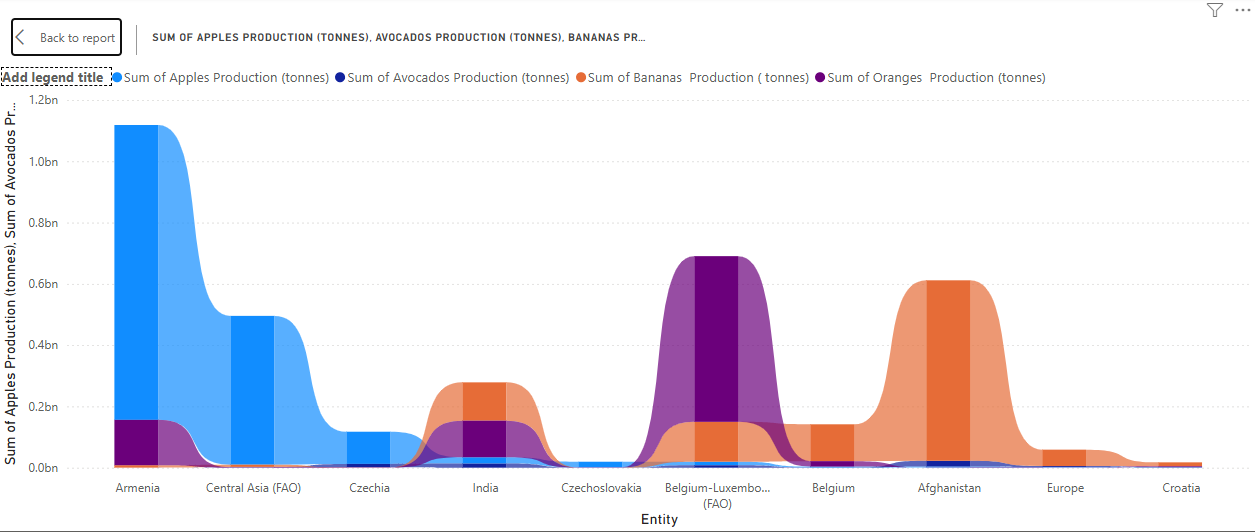 Back to report
SUM OF APPLES PRODUCTION (TONNES), AVOCADOS PRODUCTION (TONNES), BANANAS PR...
Add legend title
Sum of Apples Production (tonnes)
Sum of Avocados Production (tonnes)
Sum of Bananas  Production ( tonnes)
Sum of Oranges  Production (tonnes)
Sum of Apples Production (tonnes), Sum of Avocados Pr...
1.2bn
1.0bn
0.8bn
0.6bn
0.4bn
0.2bn
0.0bn
Armenia
Central Asia (FAO)
Czechia
India
Czechoslovakia
Belgium-Luxembo...
(FAO)
Belgium
Afghanistan
Europe
Croatia
Entity